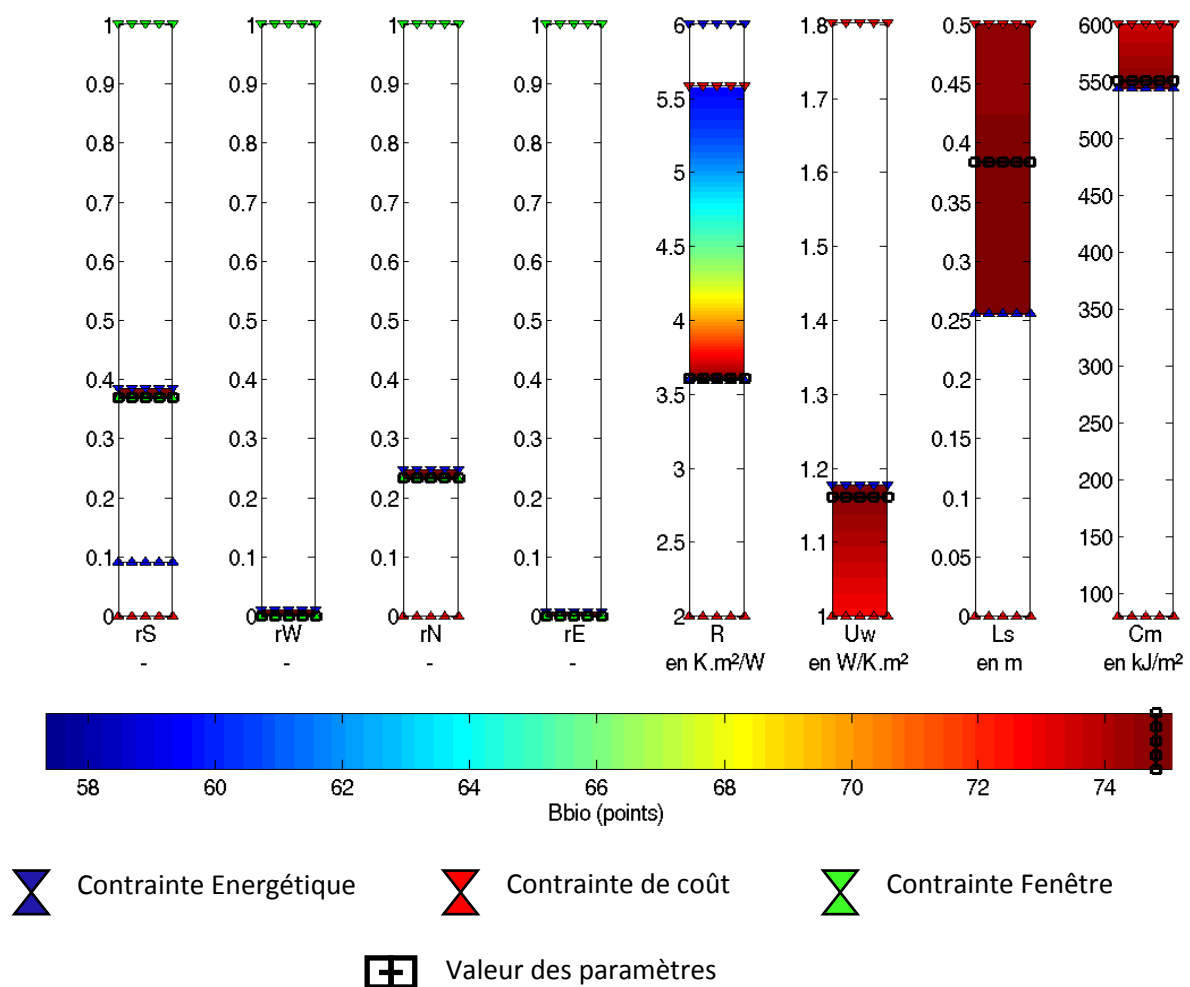 1 1 1 1 6 1.8 0.5 600
0.9 0.9 0.9 0.9 5.5 1.7 0.45 550
0.8 0.8 0.8 0.8 5 1.6 0.4 500
0.7 0.7 0.7 0.7 4.5 1.5 0.35 450
0.6 0.6 0.6 0.6 4 1.4 0.3 400
0.5 0.5 0.5 0.5 3.5 1.3 0.25 350
0.4 0.4 0.4 0.4 3 1.2 0.2 300
0.3 0.3 0.3 0.3 2.5 1.1 0.15 250
0.2 0.2 0.2 0.2 2 1 0.1 200
0.1 0.1 0.1 0.1 0.05 150
0 0 0 0 0 100
rS rW rN rE R Uw Ls Cm
- - - - en K.m²/W en W/K.m² en m en kJ/m²
58 60 62 64 66 68 70 72 74
Bbio (points)
Contrainte Energétique Contrainte de coût Contrainte Fenêtre
Valeur des paramètres